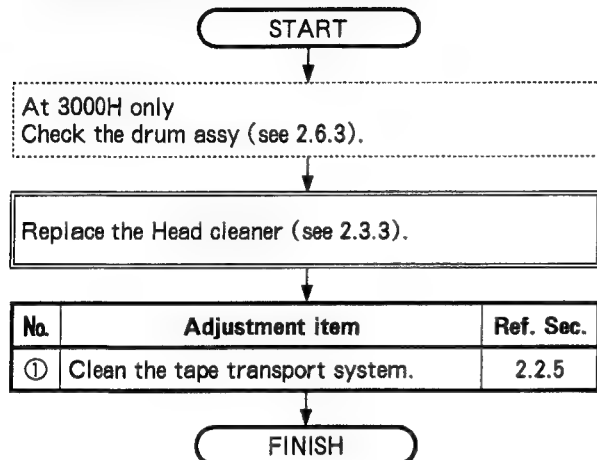 START
At 3000H only
Check the drum assy (see 2.6.3).
Replace the Head cleaner (see 2.3.3).
No. Adjustment item Ref. Sec.
① Clean the tape transport system. 2.2.5
FINISH